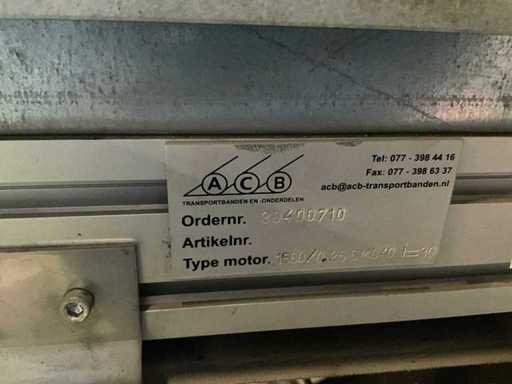 ACB
TRANSPORTBANDEN EN -ONDERDELEN
Tel: 077 - 398 44 16
Fax: 077 - 398 63 37
acb@acb-transportbanden.nl
Ordernr.
Artikelnr.
Type motor. i=30